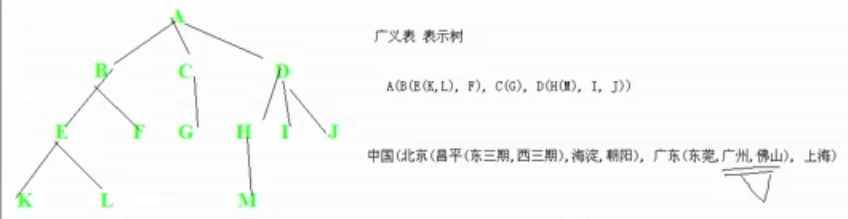 A
广义表 表示树
B C D
A(B(E(K,L), F), C(G), D(H(M), I, J))
E F G H I J
中国(北京(昌平(东三期,西三期),海淀,朝阳), 广东(东莞,广州,佛山), 上海)
K L M